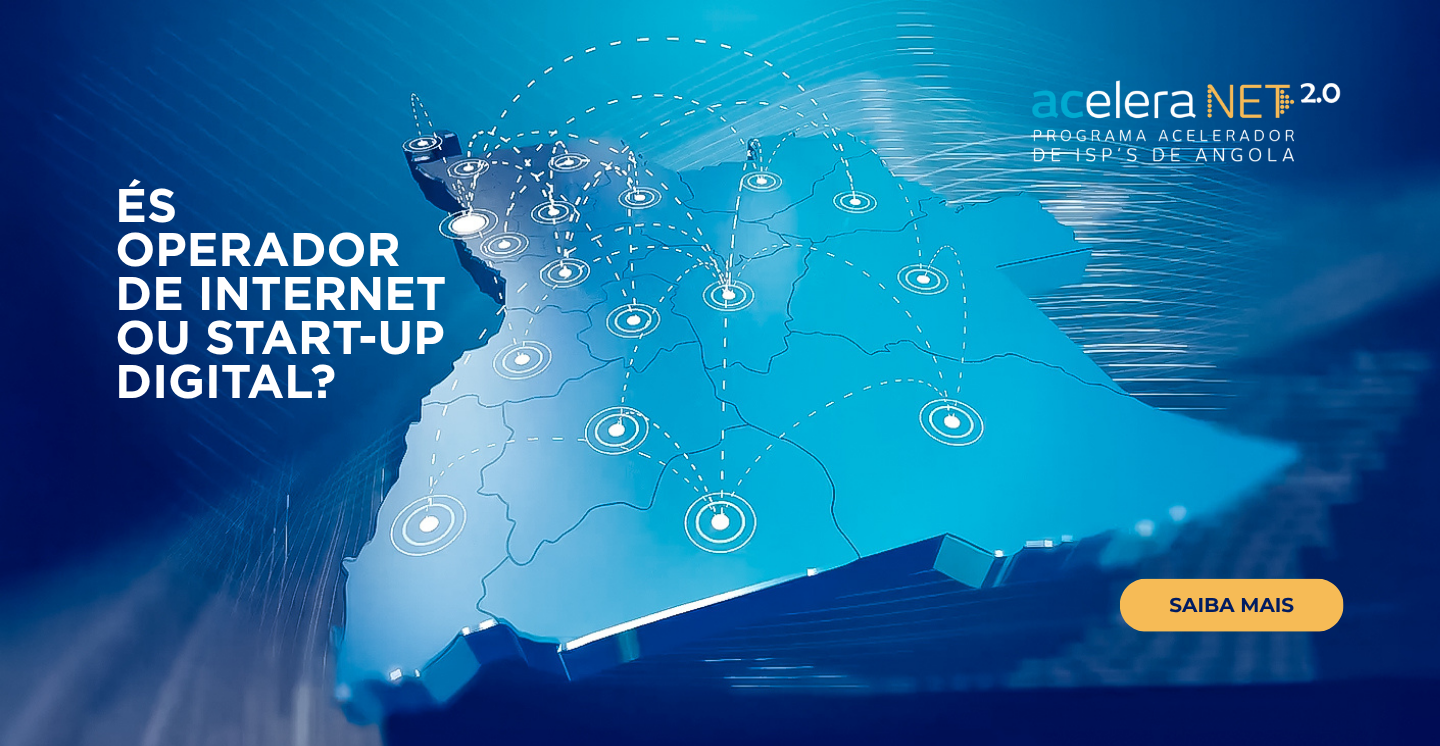 acelera NET 2.0
PROGRAMA ACELERADOR
DE ISP'S DE ANGOLA
ÉS
OPERADOR
DE INTERNET
OU START-UP
DIGITAL?
SAIBA MAIS